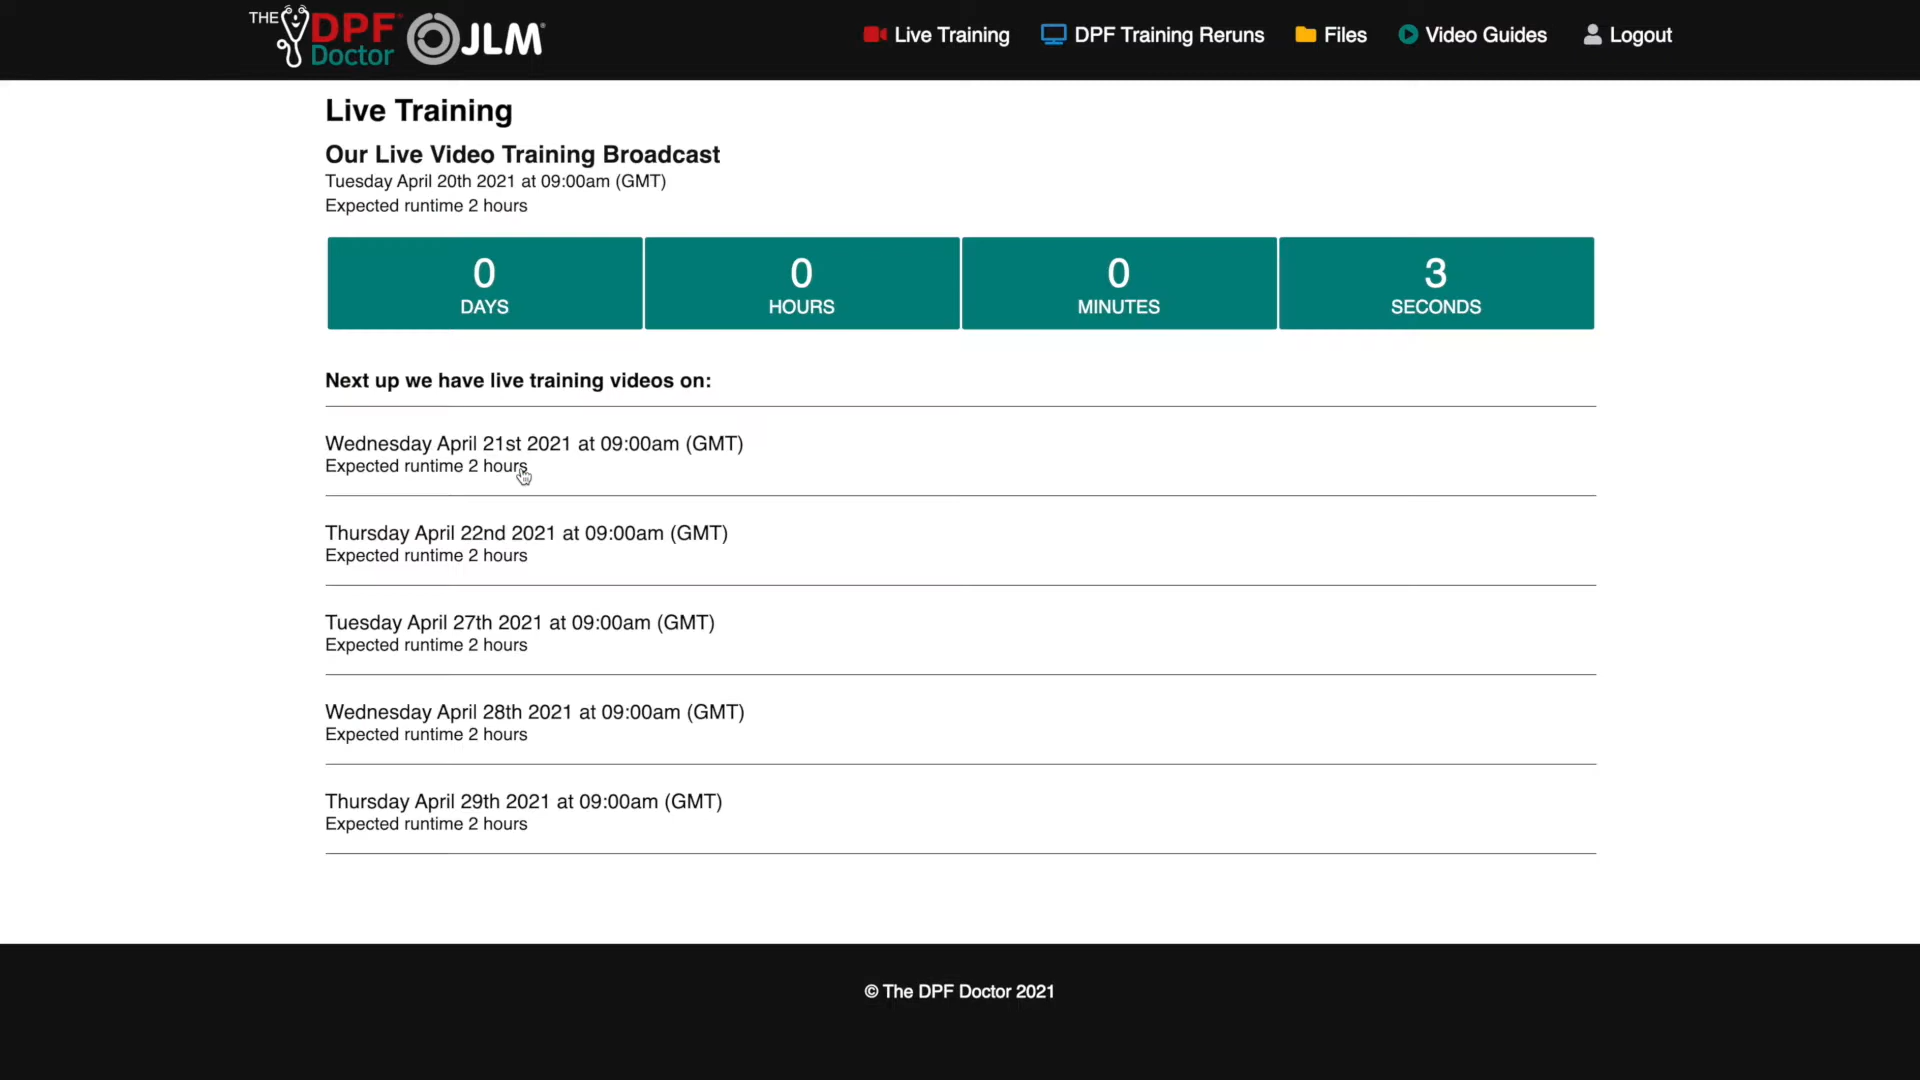 THE DPF Doctor JLM
Live Training
DPF Training Reruns
Files
Video Guides
Logout
Live Training
Our Live Video Training Broadcast
Tuesday April 20th 2021 at 09:00am (GMT)
Expected runtime 2 hours
0 0 0 3
DAYS HOURS MINUTES SECONDS
Next up we have live training videos on:
Wednesday April 21st 2021 at 09:00am (GMT)
Expected runtime 2 hours
Thursday April 22nd 2021 at 09:00am (GMT)
Expected runtime 2 hours
Tuesday April 27th 2021 at 09:00am (GMT)
Expected runtime 2 hours
Wednesday April 28th 2021 at 09:00am (GMT)
Expected runtime 2 hours
Thursday April 29th 2021 at 09:00am (GMT)
Expected runtime 2 hours
© The DPF Doctor 2021